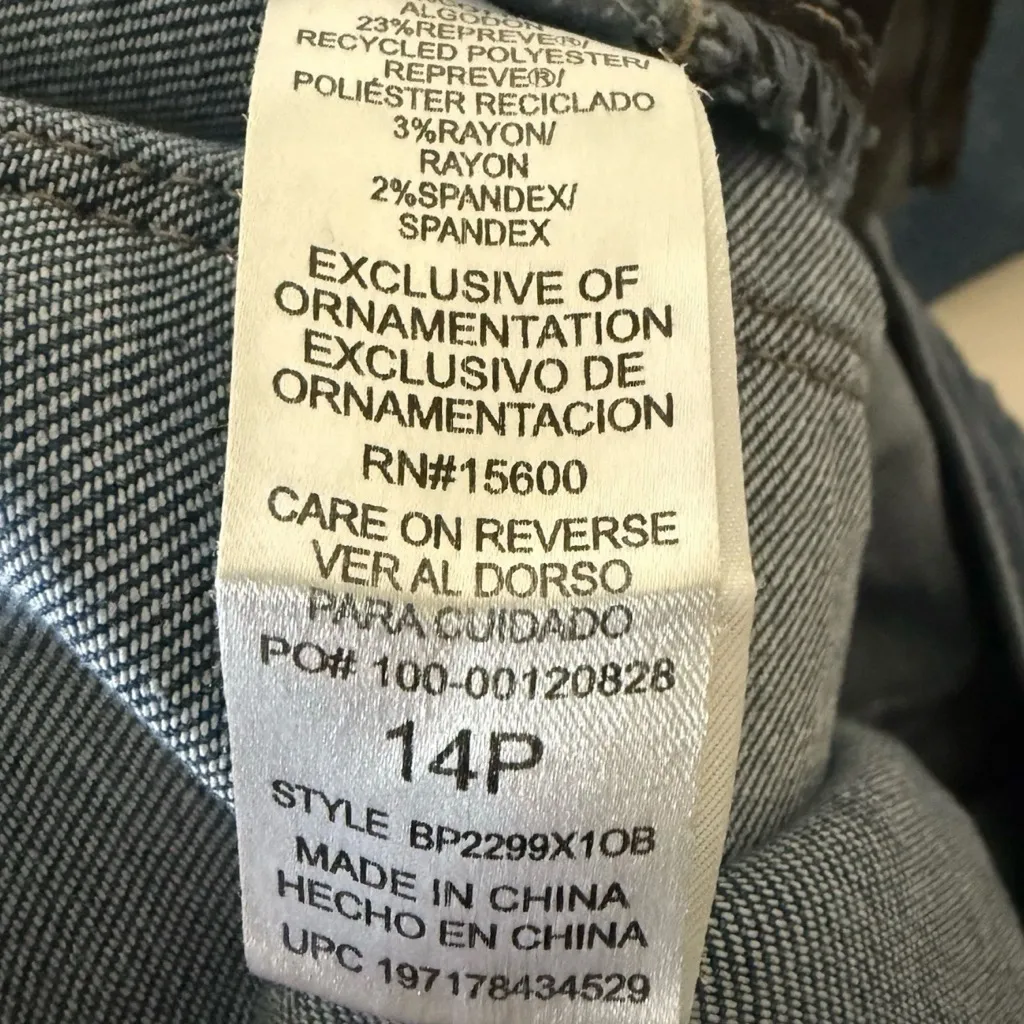 ALGODON
23%REPREVE®/
RECYCLED POLYESTER/
REPREVE®/
POLIÉSTER RECICLADO
3%RAYON/
RAYON
2%SPANDEX/
SPANDEX
EXCLUSIVE OF
ORNAMENTATION
EXCLUSIVO DE
ORNAMENTACION
RN#15600
CARE ON REVERSE
VER AL DORSO
PARA CUIDADO
PO# 100-00120828
14P
STYLE BP2299X1OB
MADE IN CHINA
HECHO EN CHINA
UPC 197178434529